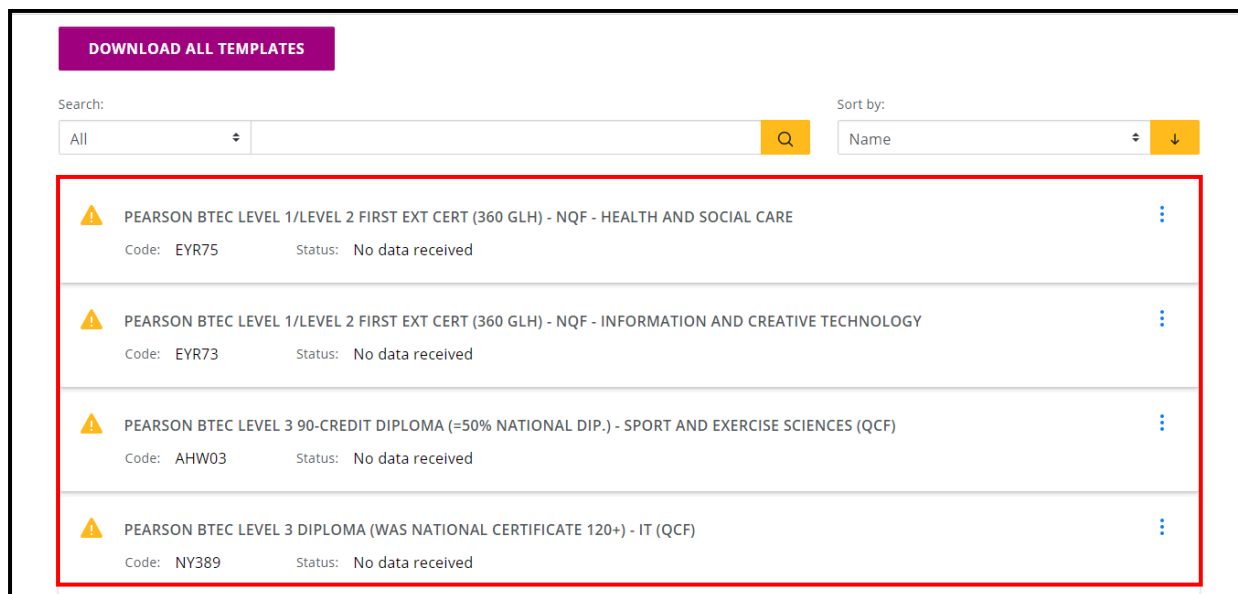 DOWNLOAD ALL TEMPLATES
Search: Sort by:
All Name
PEARSON BTEC LEVEL 1/LEVEL 2 FIRST EXT CERT (360 GLH) - NQF - HEALTH AND SOCIAL CARE
Code: EYR75 Status: No data received
PEARSON BTEC LEVEL 1/LEVEL 2 FIRST EXT CERT (360 GLH) - NQF - INFORMATION AND CREATIVE TECHNOLOGY
Code: EYR73 Status: No data received
PEARSON BTEC LEVEL 3 90-CREDIT DIPLOMA (=50% NATIONAL DIP.) - SPORT AND EXERCISE SCIENCES (QCF)
Code: AHW03 Status: No data received
PEARSON BTEC LEVEL 3 DIPLOMA (WAS NATIONAL CERTIFICATE 120+) - IT (QCF)
Code: NY389 Status: No data received